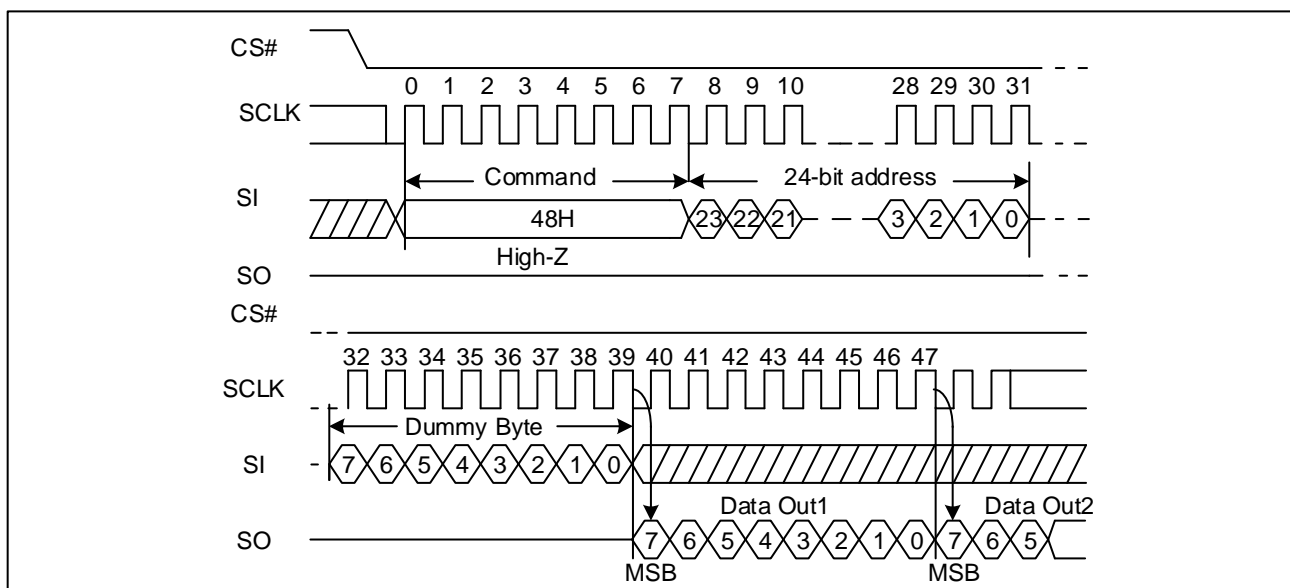 CS#
0 1 2 3 4 5 6 7 8 9 10 28 29 30 31
SCLK
Command 24-bit address
SI
48H 23 22 21 3 2 1 0
High-Z
SO
CS#
32 33 34 35 36 37 38 39 40 41 42 43 44 45 46 47
SCLK
Dummy Byte
SI 7 6 5 4 3 2 1 0
Data Out1 Data Out2
SO 7 6 5 4 3 2 1 0 7 6 5
MSB MSB